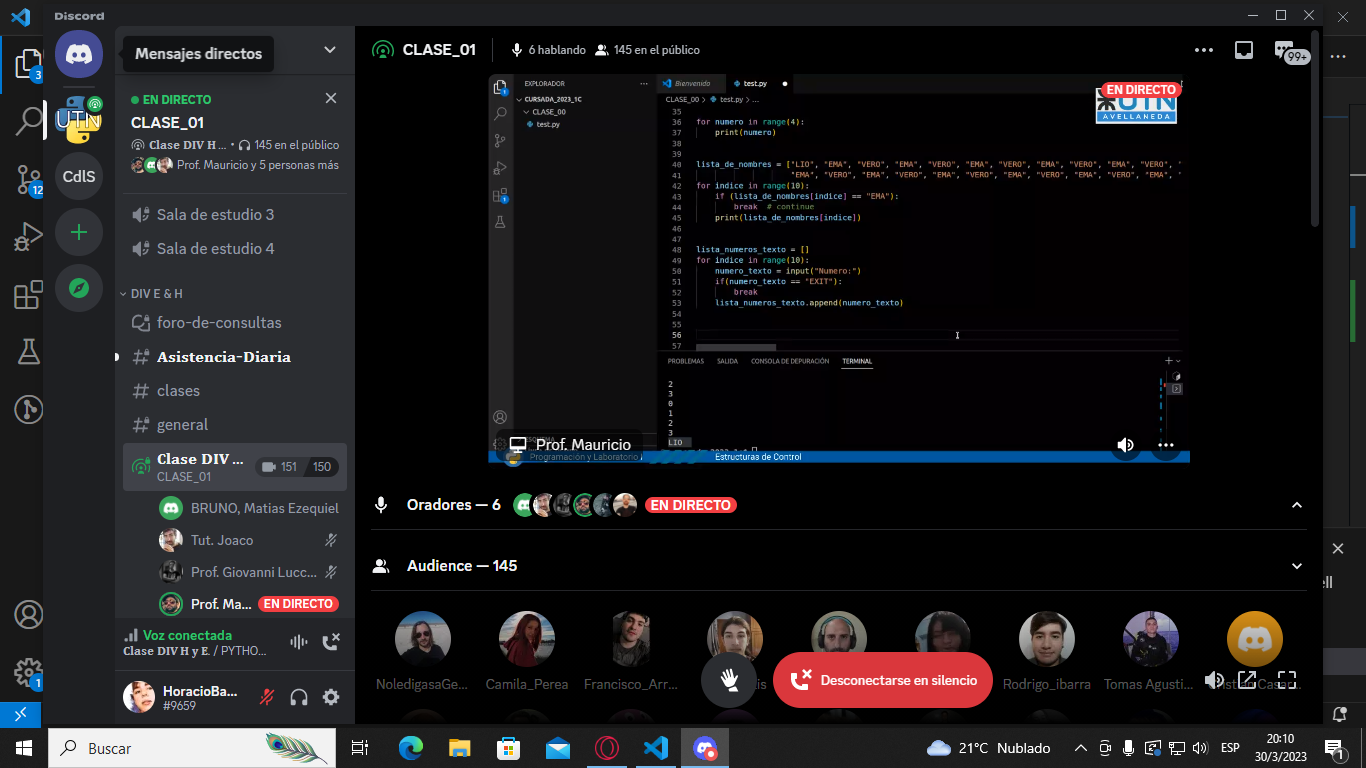 Discord
Mensajes directos
EN DIRECTO
CLASE_01
Clase DIV H ... • 145 en el público
Prof. Mauricio y 5 personas más
Sala de estudio 3
Sala de estudio 4
DIV E & H
foro-de-consultas
Asistencia-Diaria
clases
general
Clase DIV ... 151 150
CLASE_01
BRUNO, Matias Ezequiel
Tut. Joaco
Prof. Giovanni Lucc...
Prof. Ma... EN DIRECTO
Voz conectada
Clase DIV H y E. / PYTHO...
HoracioBa...
#9659
3
UTN
CdlS
12
1
CLASE_01 6 hablando 145 en el público
99+
EXPLORADOR ... Bienvenido test.py
CURSADA_2023_1C
CLASE_00
test.py
CLASE_00 > test.py > ...
EN DIRECTO
UTN
AVELLANEDA
35
36 for numero in range(4):
37 print(numero)
38
39
40 lista_de_nombres = ["LIO", "EMA", "VERO", "EMA", "VERO", "EMA", "VERO", "EMA", "VERO", "EMA", "VERO", "
41 "EMA", "VERO", "EMA", "VERO", "EMA", "VERO", "EMA", "VERO", "EMA", "VERO", "EMA", "
42 for indice in range(10):
43 if (lista_de_nombres[indice] == "EMA"):
44 break # continue
45 print(lista_de_nombres[indice])
46
47
48 lista_numeros_texto = []
49 for indice in range(10):
50 numero_texto = input("Numero:")
51 if(numero_texto == "EXIT"):
52 break
53 lista_numeros_texto.append(numero_texto)
54
55
56
57
PROBLEMAS SALIDA CONSOLA DE DEPURACIÓN TERMINAL
2
3
0
1
2
3
LIO
Prof. Mauricio
Programación y Laboratorio Estructuras de Control
Oradores — 6 EN DIRECTO
Audience — 145
NoledigasaGe... Camila_Perea Francisco_Arr... Rodrigo_ibarra Tomas Agusti...
Desconectarse en silencio
Buscar
21°C Nublado
ESP
20:10
30/3/2023
1